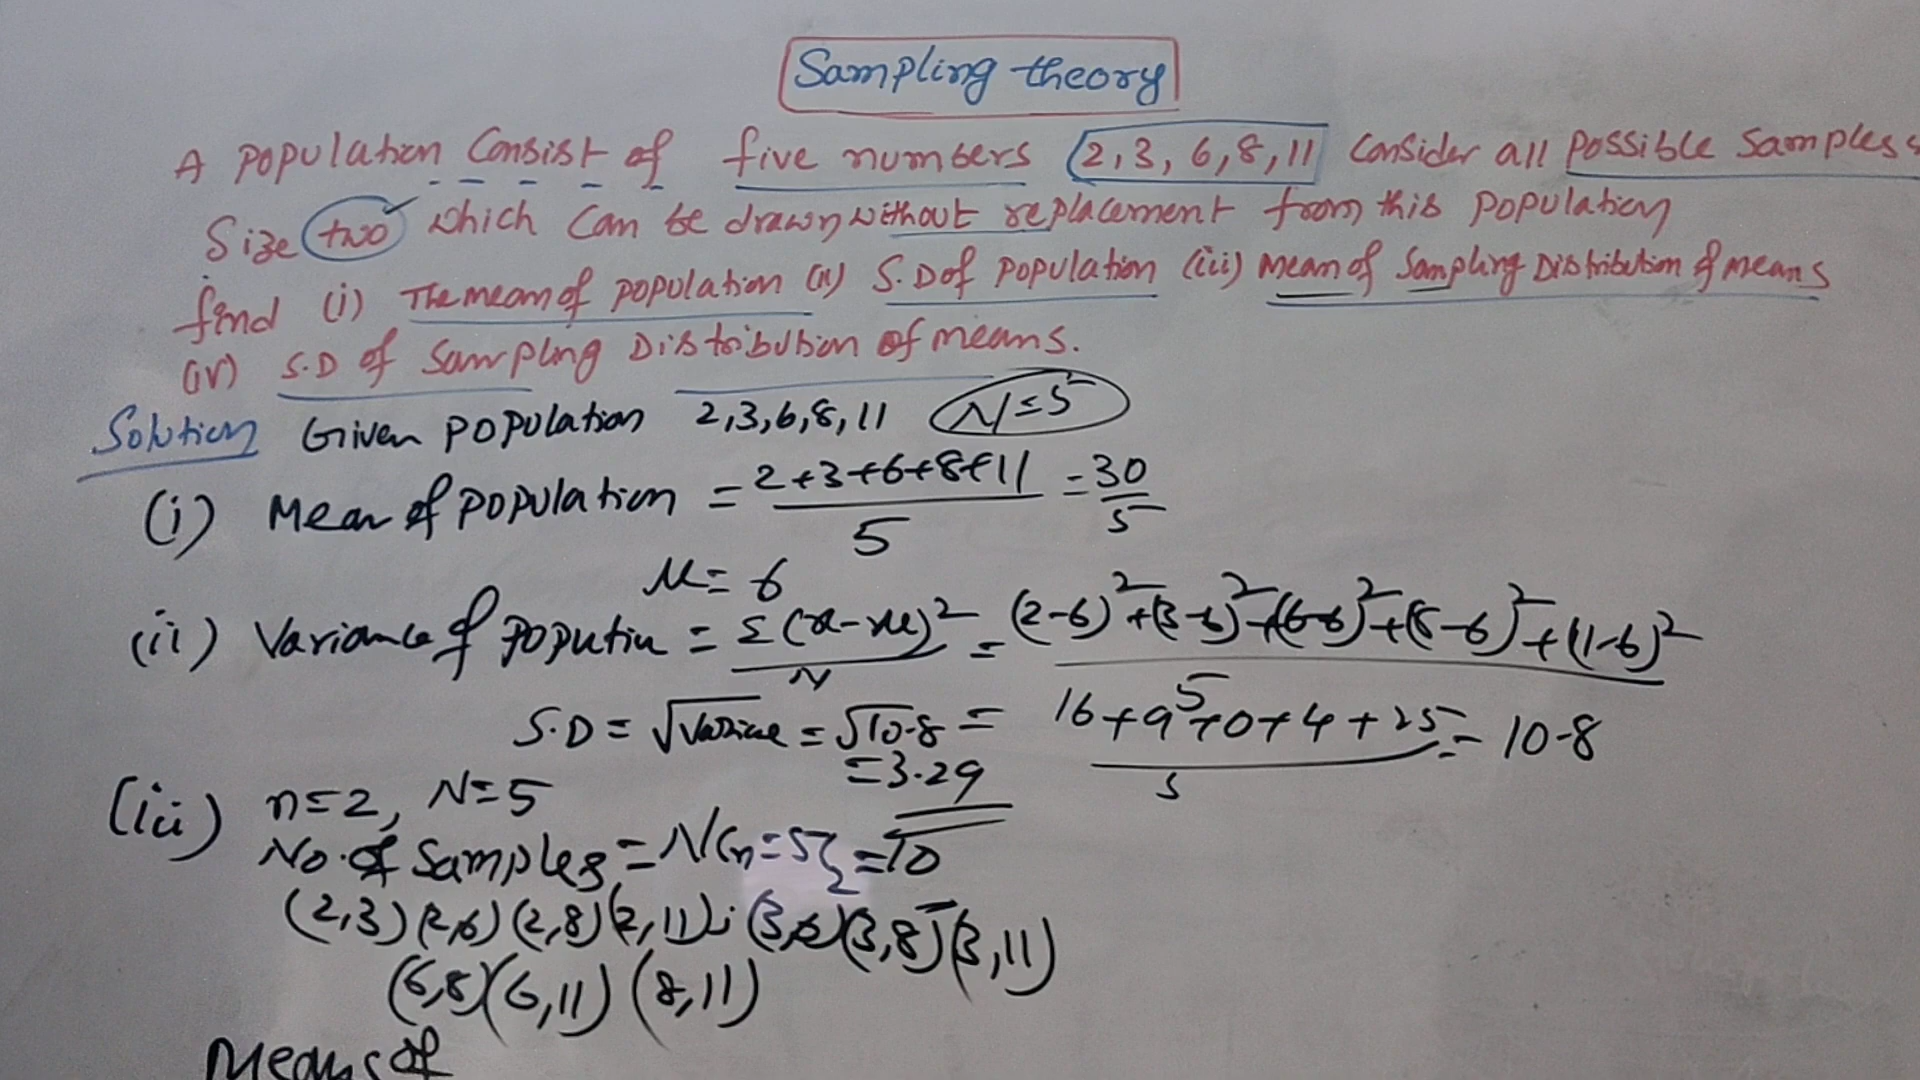 Sampling theory
A population Consist of five numbers 2, 3, 6, 8, 11 Consider all possible samples
Size two which can be drawn without replacement from this population
find (i) The mean of population (ii) S.D of population (iii) mean of Sampling Distribution of means
(iv) S.D of Sampling Distribution of means.
Solution Given population 2,3,6,8,11 N=5
(i) Mean of population = 2+3+6+8+11 / 5 = 30 / 5
μ = 6
(ii) Variance of Poputin = Σ(x-μ)² / N = (2-6)²+(3-6)²+(6-6)²+(8-6)²+(11-6)² / 5
S.D = √Variance = √10.8 = 16+9+0+4+25 / 5 = 10.8
= 3.29
(iii) n=2, N=5
No. of Samples = NCn = 5C2 = 10
(2,3) (2,6) (2,8) (2,11); (3,6) (3,8) (3,11)
(6,8) (6,11) (8,11)
Means of